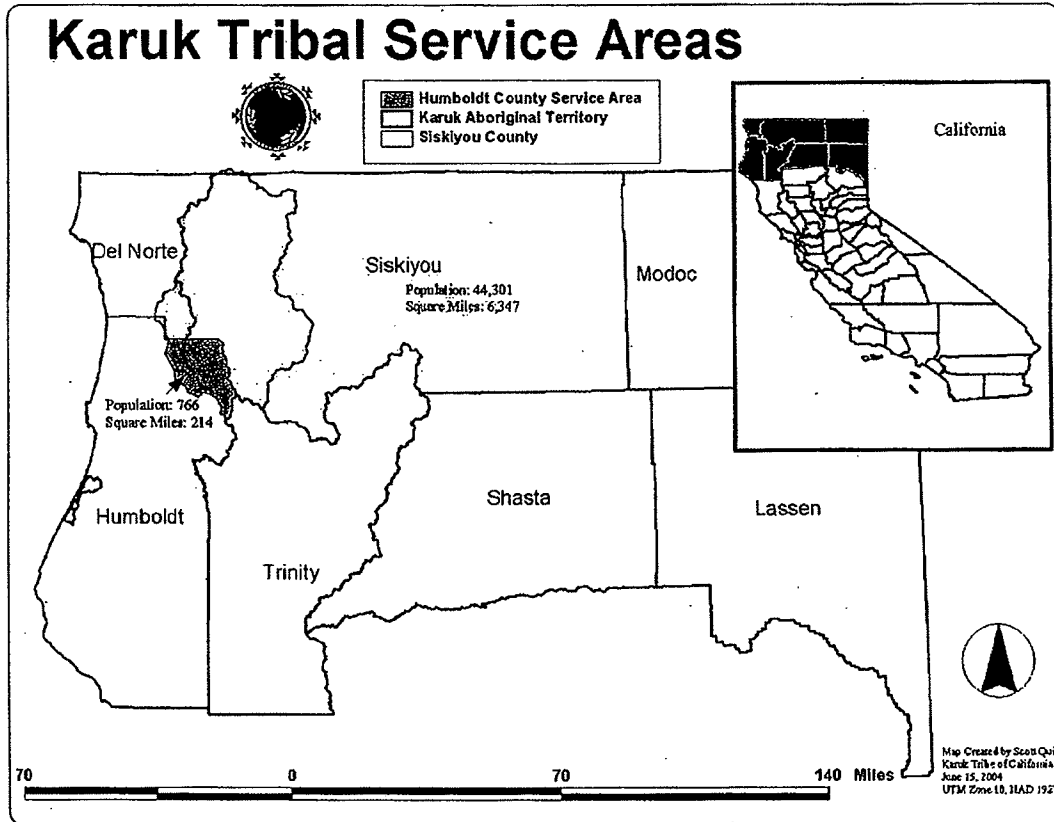 Karuk Tribal Service Areas
Humboldt County Service Area
Karuk Aboriginal Territory
Siskiyou County
California
Del Norte
Siskiyou
Population: 44,301
Square Miles: 6,347
Modoc
Population: 766
Square Miles: 214
Humboldt
Trinity
Shasta
Lassen
70
0
70
140 Miles
Map Created by Scott
Karuk Tribe of California
June 15, 2004
UTM Zone 10,